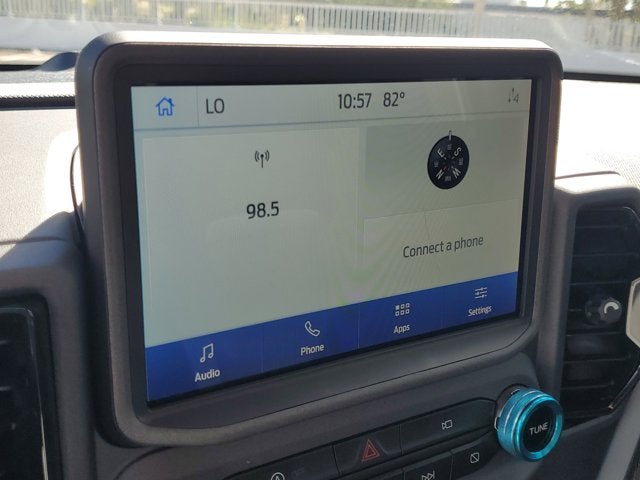 LO 10:57 82°
98.5
E S
N W
Connect a phone
Audio Phone Apps Settings
TUNE